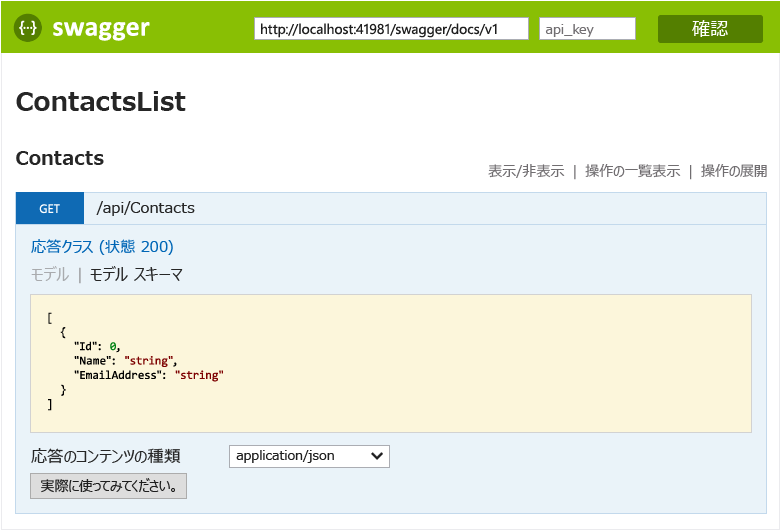 {··} swagger http://localhost:41981/swagger/docs/v1 api_key 確認
ContactsList
Contacts
表示/非表示 | 操作の一覧表示 | 操作の展開
GET /api/Contacts
応答クラス (状態 200)
モデル | モデル スキーマ
[
{
"Id": 0,
"Name": "string",
"EmailAddress": "string"
}
]
応答のコンテンツの種類 application/json
実際に使ってみてください。